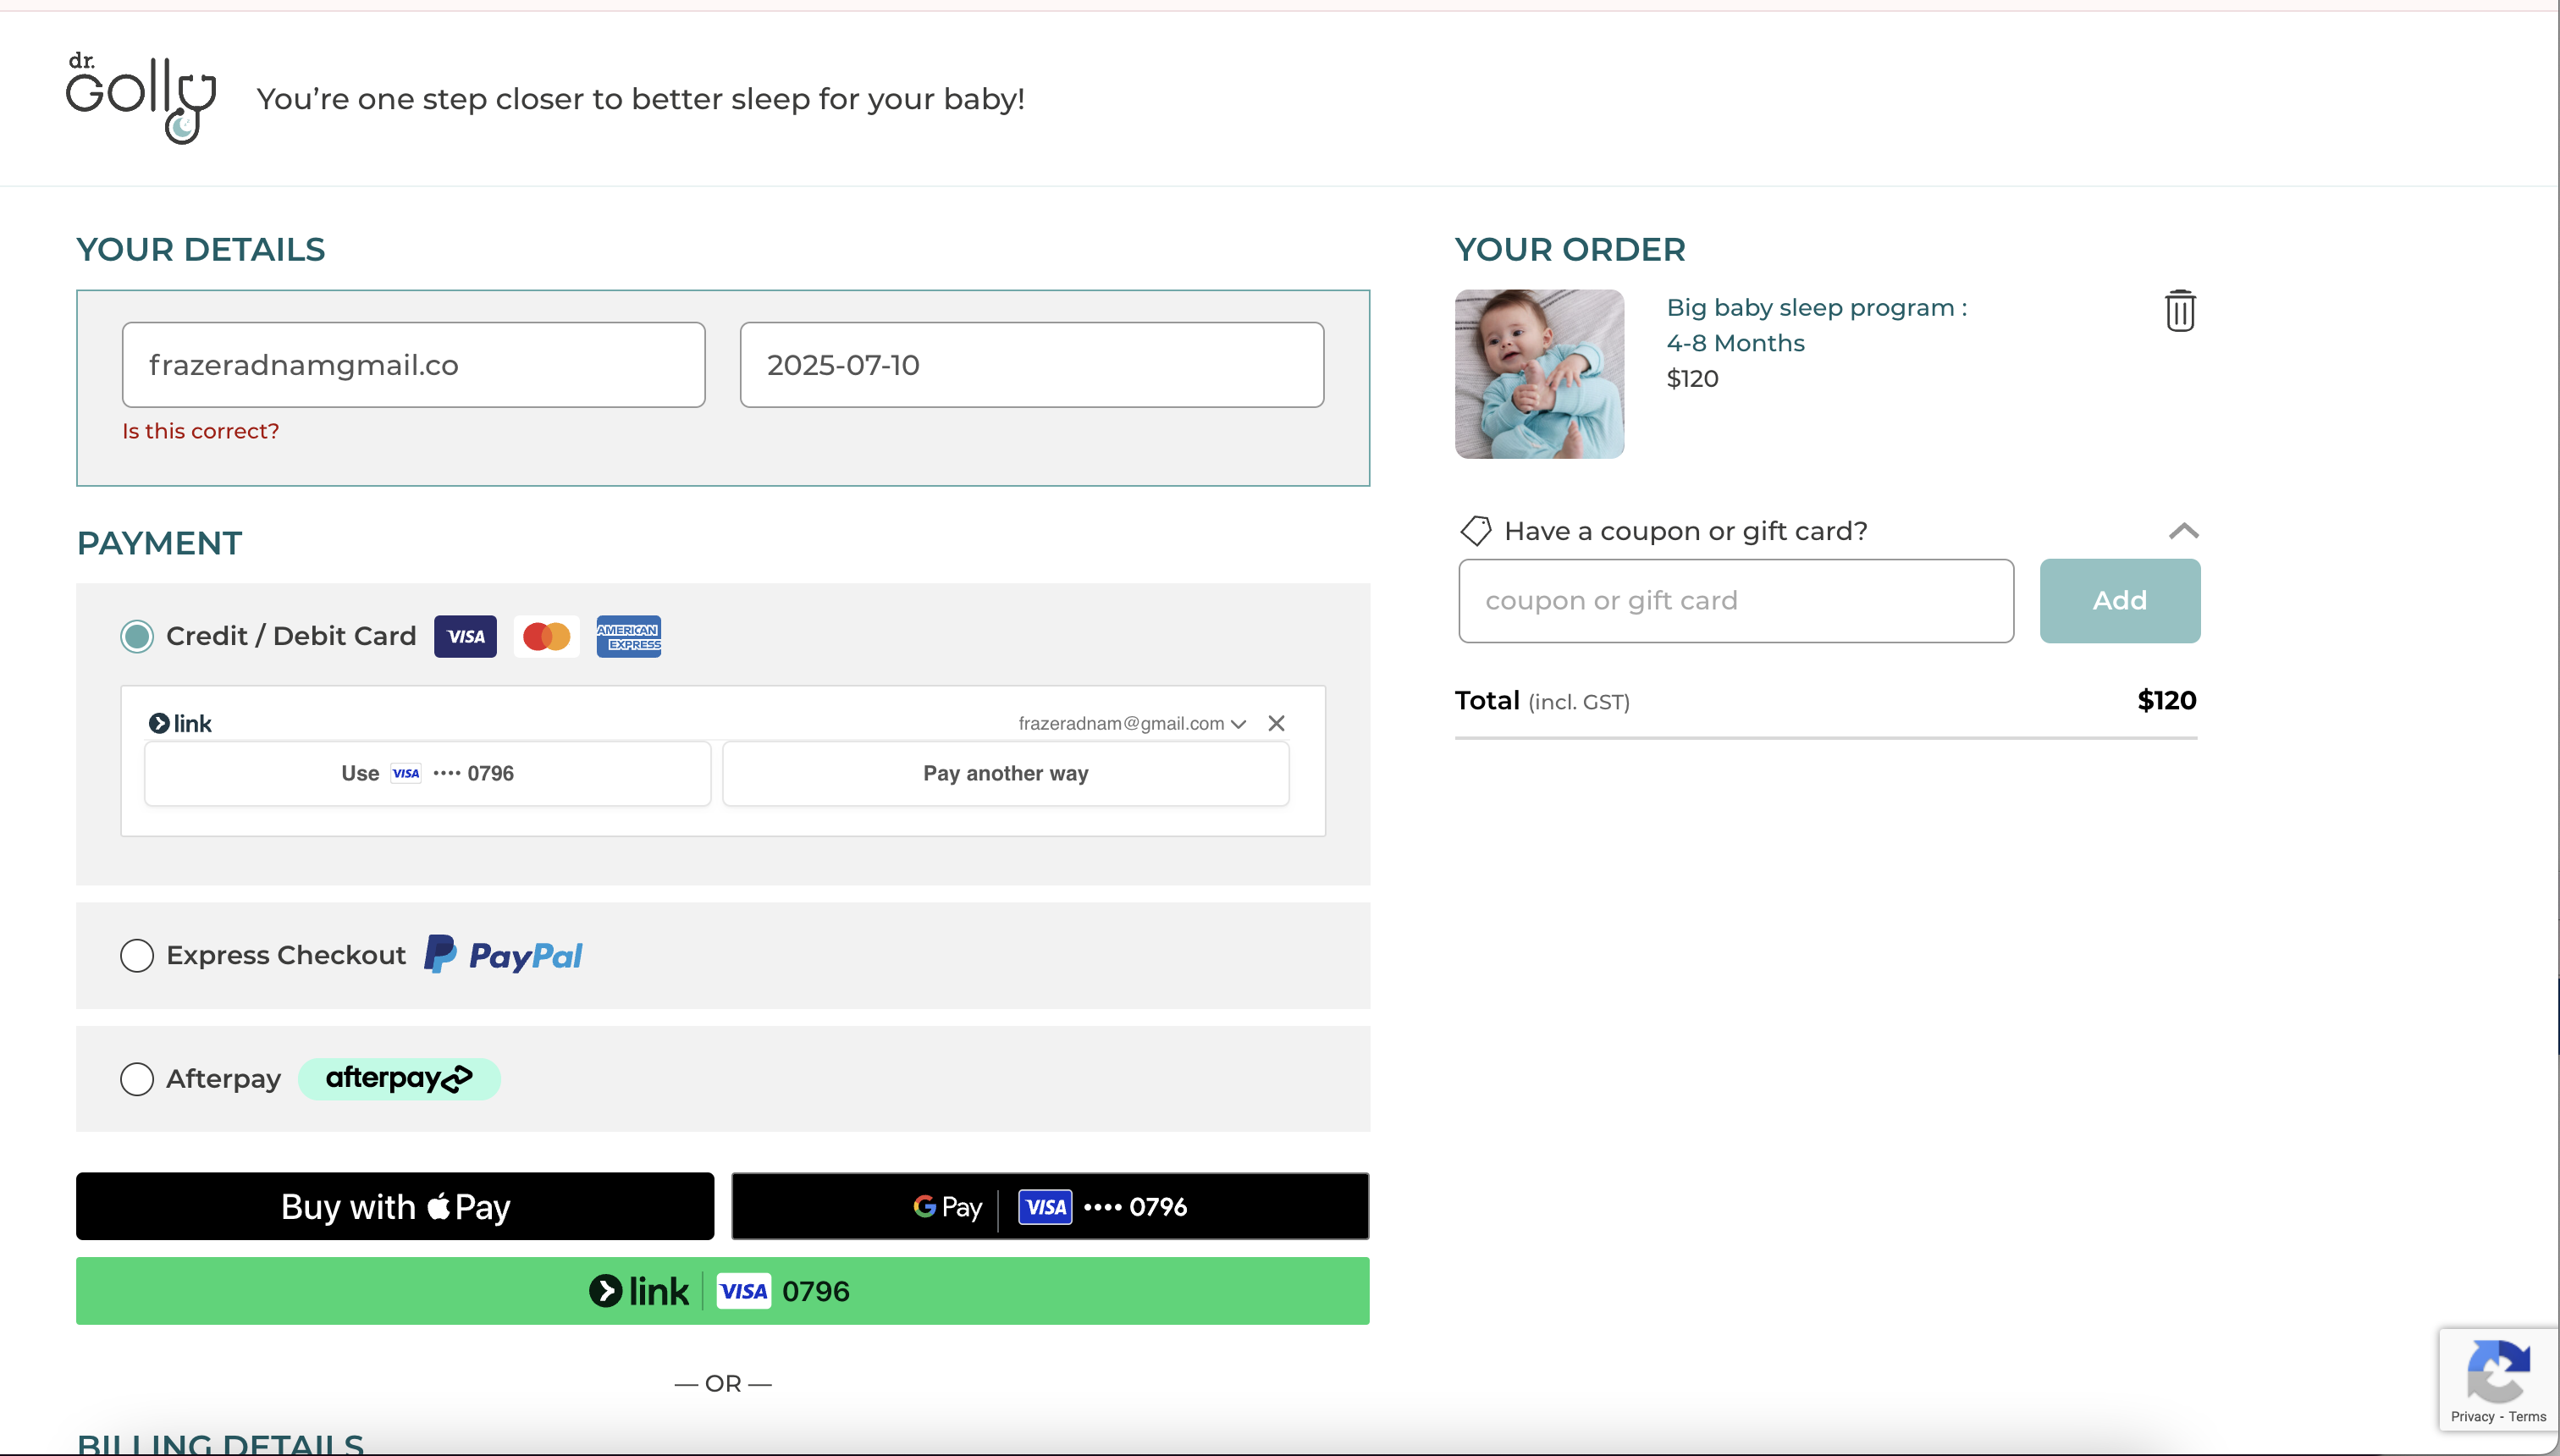 dr.
Golly
You’re one step closer to better sleep for your baby!
YOUR DETAILS
frazeradnamgmail.co
2025-07-10
Is this correct?
PAYMENT
Credit / Debit Card VISA AMERICAN EXPRESS
link
frazeradnam@gmail.com
Use VISA •••• 0796
Pay another way
Express Checkout PayPal
Afterpay afterpay
Buy with Pay
G Pay VISA •••• 0796
link VISA 0796
— OR —
BILLING DETAILS
YOUR ORDER
Big baby sleep program :
4-8 Months
$120
Have a coupon or gift card?
coupon or gift card
Add
Total (incl. GST)
$120
Privacy - Terms